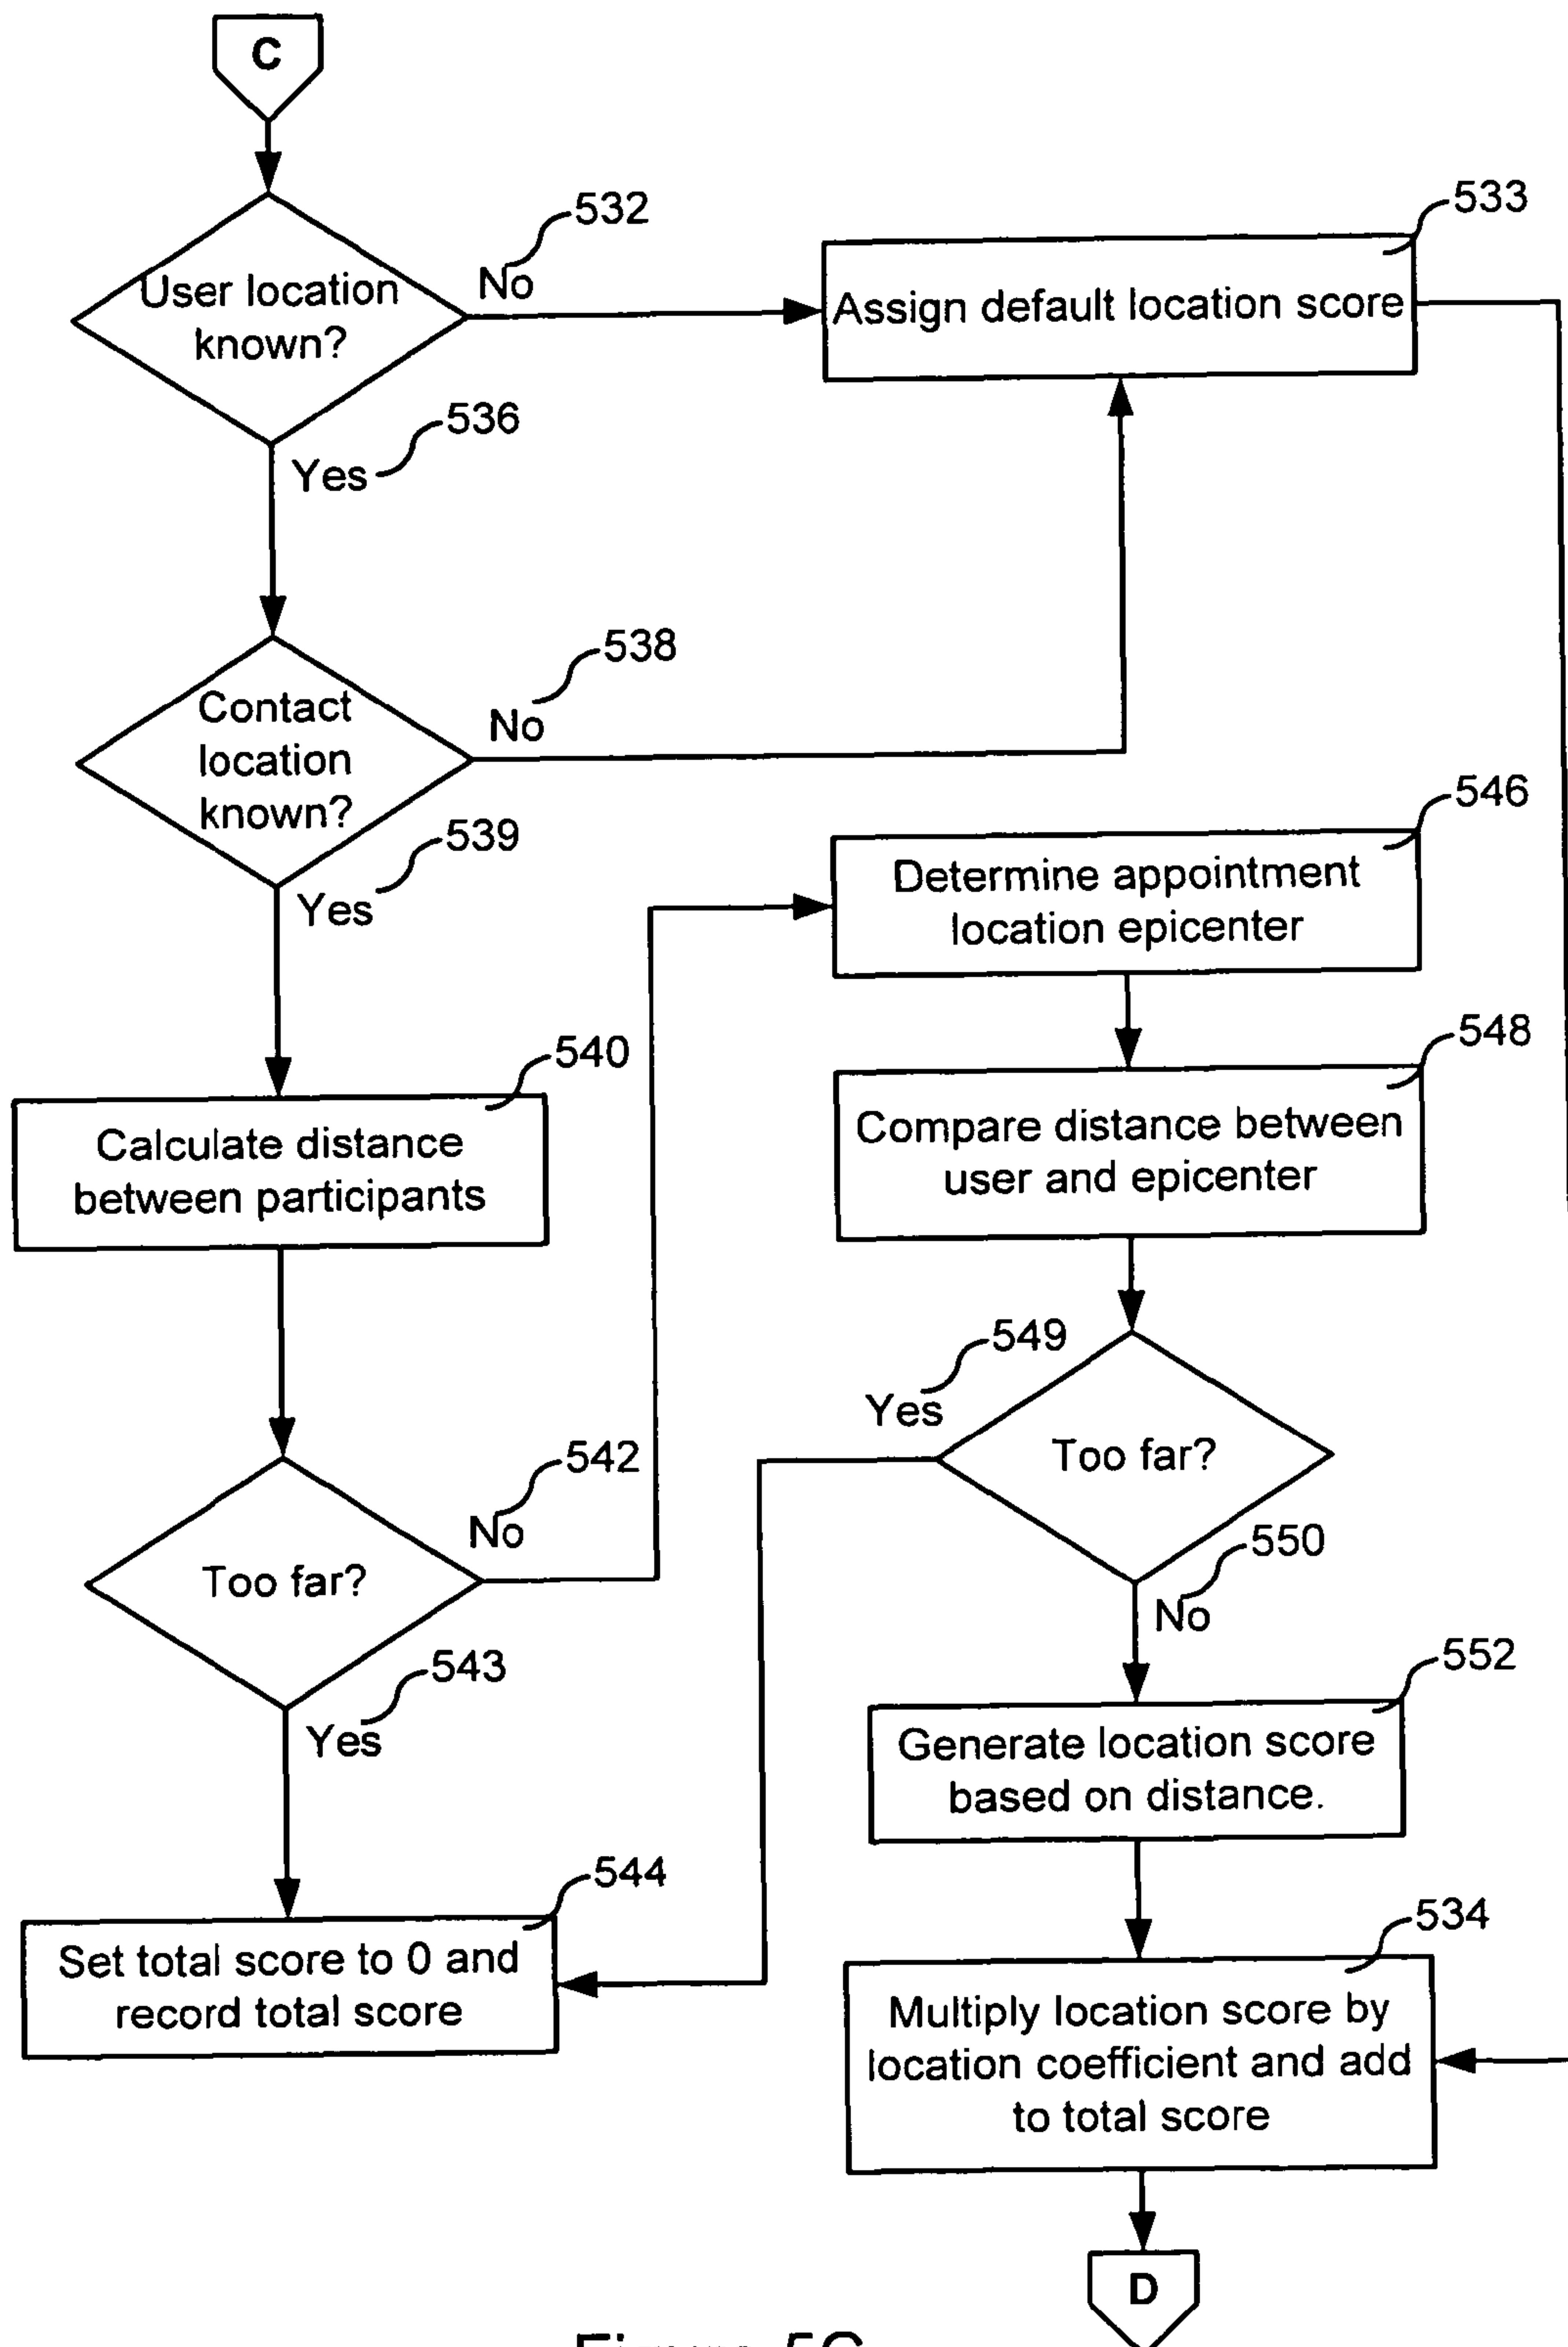 C
532
533
User location
known?
No
Assign default location score
536
Yes
538
Contact
location
known?
No
539
Yes
546
Determine appointment
location epicenter
540
Calculate distance
between participants
548
Compare distance between
user and epicenter
549
Yes
Too far?
542
No
Too far?
550
No
543
Yes
552
Generate location score
based on distance.
544
Set total score to 0 and
record total score
534
Multiply location score by
location coefficient and add
to total score
D